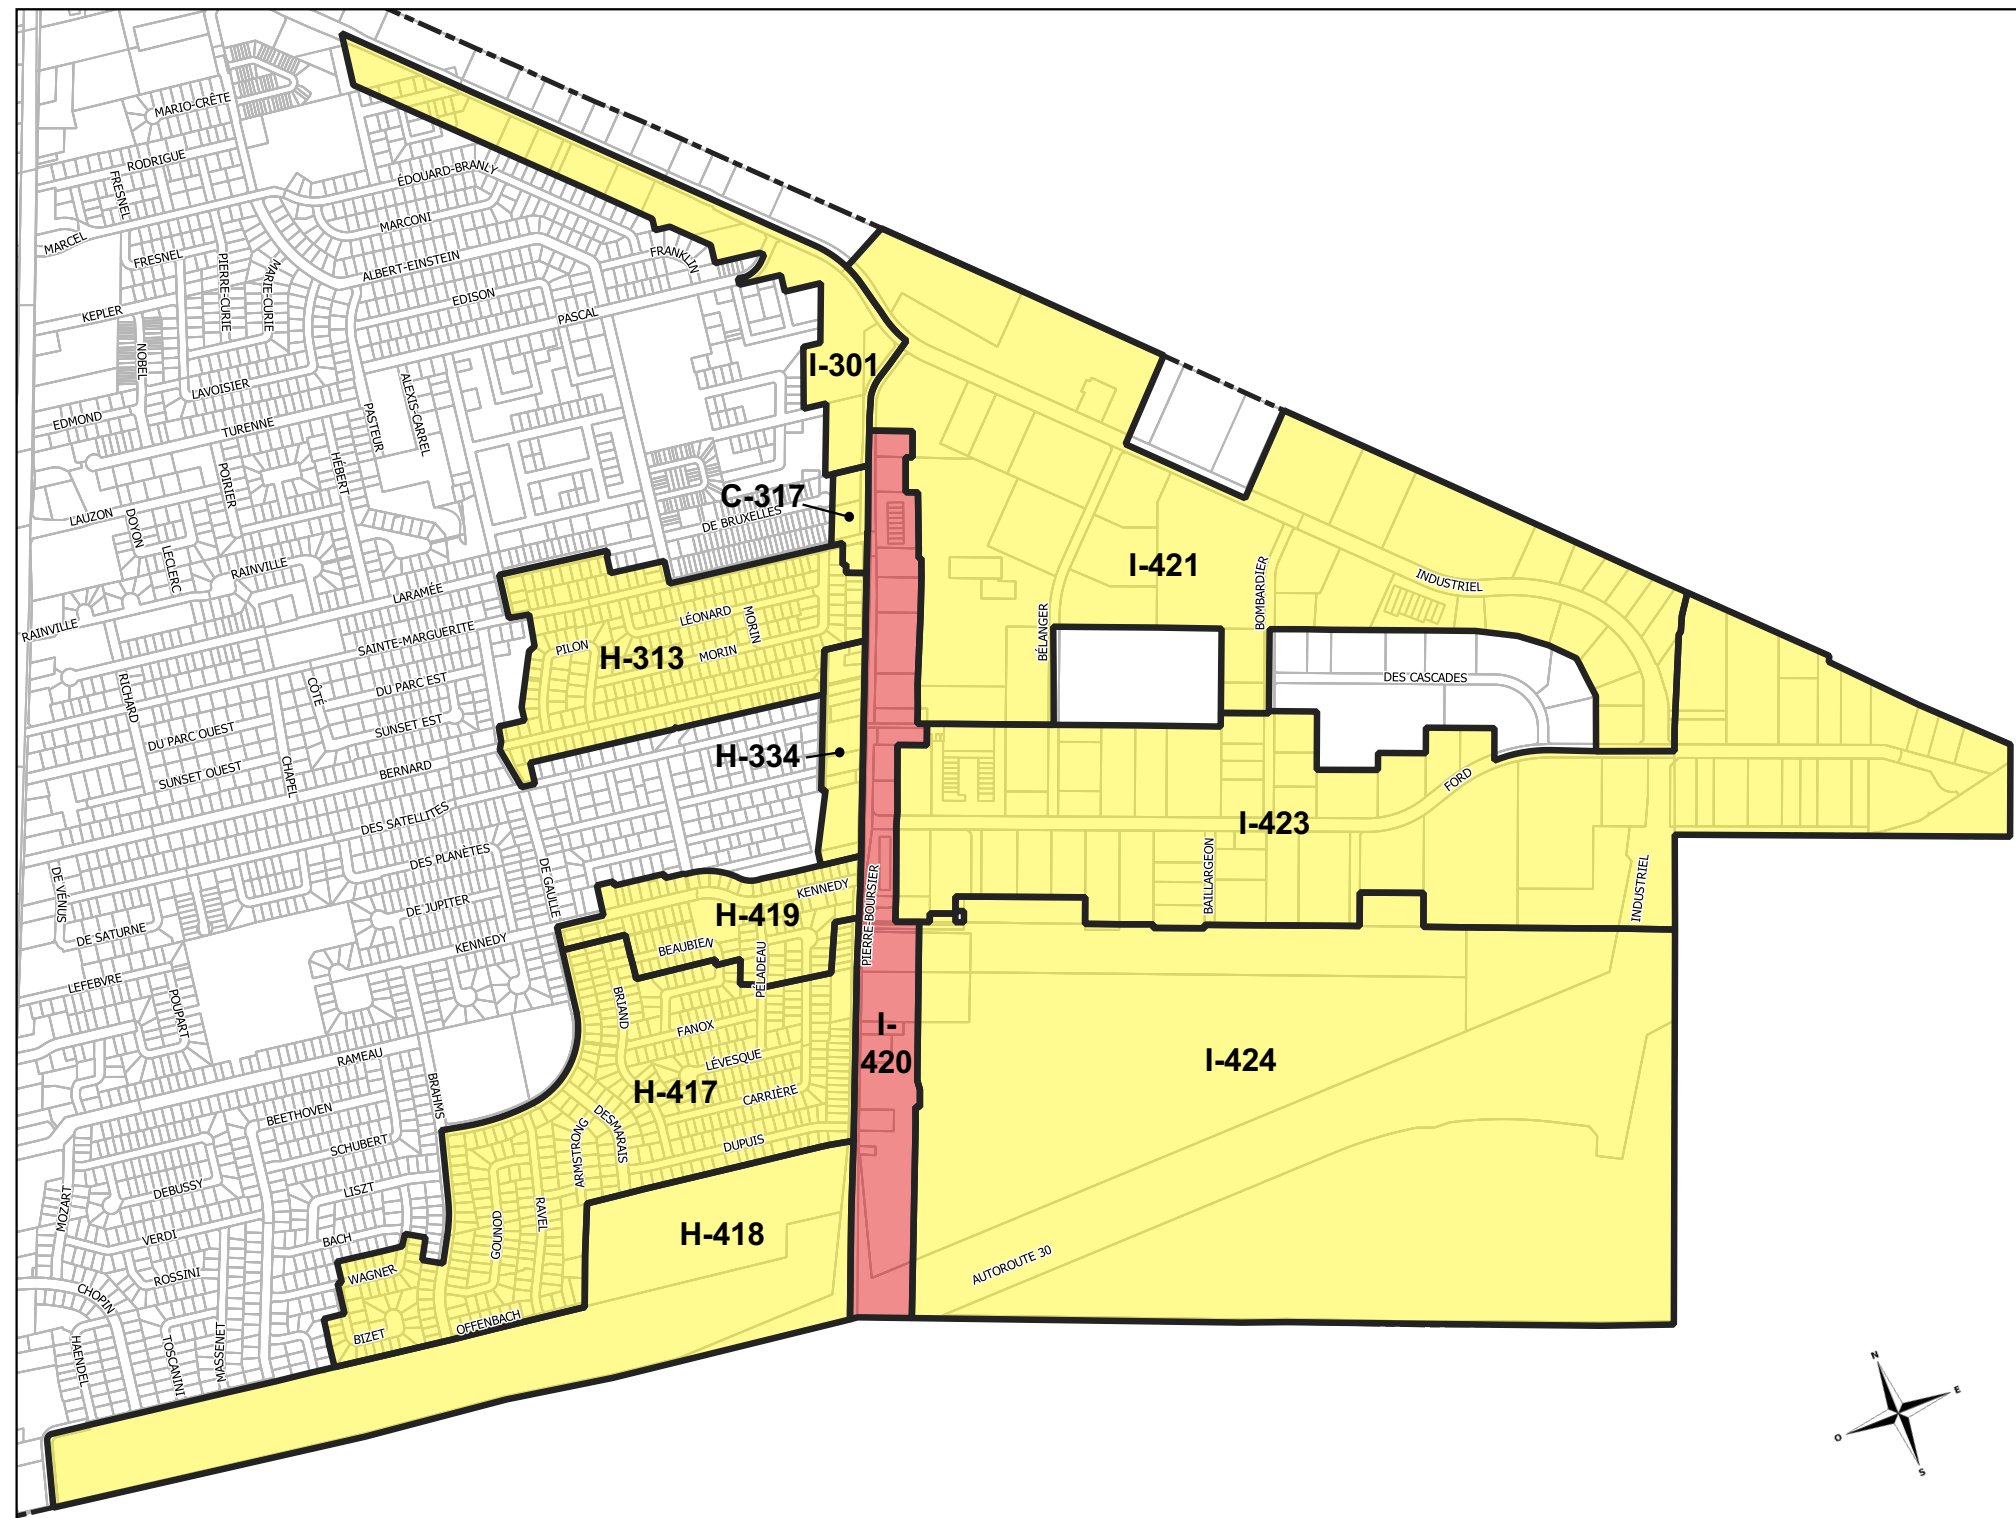 MARIO-CRÊTE
RODRIGUE
FRESNEL
ÉDOUARD-BRANLY
MARCONI
MARCEL
FRESNEL
PIERRE-CURIE
MARIE-CURIE
ALBERT-EINSTEIN
FRANKLIN
EDISON
KEPLER
PASCAL
NOBEL
I-301
LAVOISIER
ALEXIS-CARREL
EDMOND
TURENNE
PASTEUR
POIRIER
HÉBERT
C-317
DE BRUXELLES
LAUZON
DOYON
LECLERC
RAINVILLE
I-421
BOMBARDIER
INDUSTRIEL
LARAMÉE
BÉLANGER
RAINVILLE
LÉONARD
MORIN
SAINTE-MARGUERITE
PILON
H-313
MORIN
DES CASCADES
RICHARD
CÔTÉ
DU PARC EST
SUNSET EST
DU PARC OUEST
H-334
SUNSET OUEST
CHAPEL
BERNARD
FORD
DES SATELLITES
I-423
DES PLANÈTES
DE GAULLE
BAILLARGEON
DE VÉNUS
KENNEDY
PIERRE-BOURSIER
INDUSTRIEL
DE JUPITER
H-419
DE SATURNE
KENNEDY
BEAUBIEN
PÉLADEAU
LEFEBVRE
POUPART
BRIAND
FANOX
I-
420
RAMEAU
LÉVESQUE
I-424
BRAHMS
H-417
CARRIÈRE
BEETHOVEN
DESMARAIS
ARMSTRONG
SCHUBERT
DUPUIS
DEBUSSY
LISZT
MOZART
RAVEL
GOUNOD
H-418
VERDI
BACH
AUTOROUTE 30
ROSSINI
WAGNER
CHOPIN
OFFENBACH
BIZET
HAENDEL
TOSCANINI
MASSENET
N
E
O
S